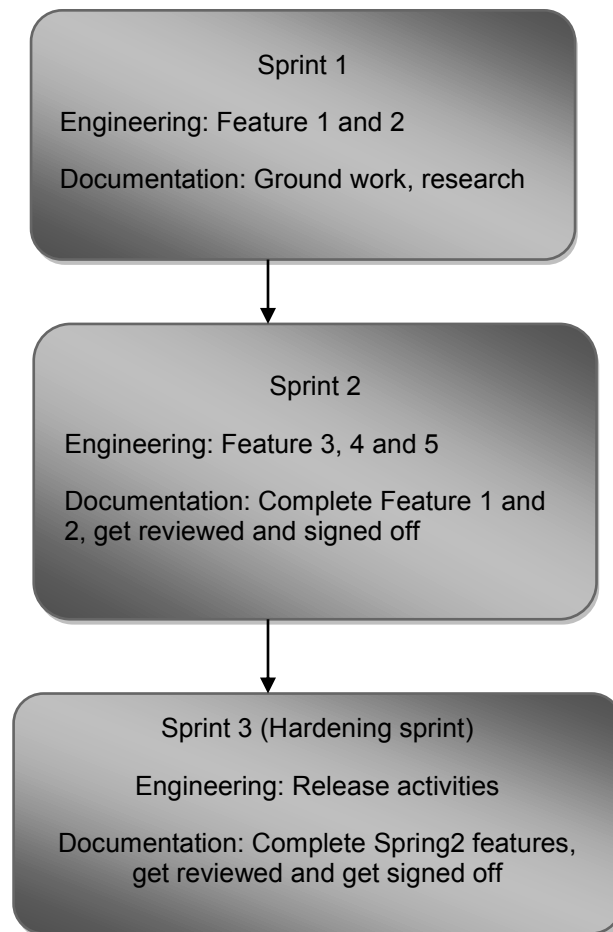 Sprint 1
Engineering: Feature 1 and 2
Documentation: Ground work, research
Sprint 2
Engineering: Feature 3, 4 and 5
Documentation: Complete Feature 1 and
2, get reviewed and signed off
Sprint 3 (Hardening sprint)
Engineering: Release activities
Documentation: Complete Spring2 features,
get reviewed and get signed off